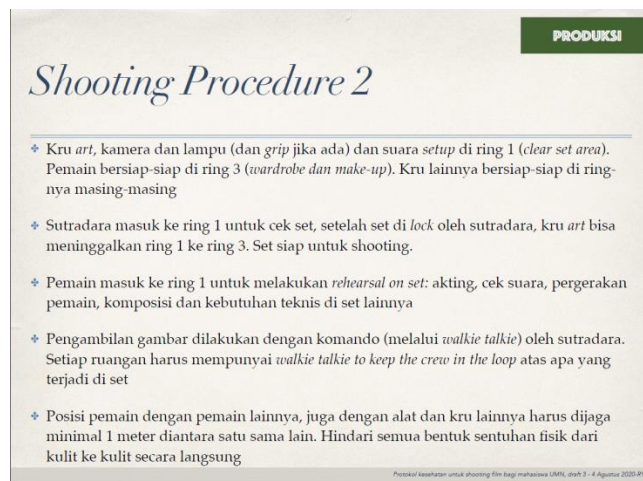 PRODUKSI
Shooting Procedure 2
Kru art, kamera dan lampu (dan grip jika ada) dan suara setup di ring 1 (clear set area).
Pemain bersiap-siap di ring 3 (wardrobe dan make-up). Kru lainnya bersiap-siap di ring-
nya masing-masing
Sutradara masuk ke ring 1 untuk cek set, setelah set di lock oleh sutradara, kru art bisa
meninggalkan ring 1 ke ring 3. Set siap untuk shooting.
Pemain masuk ke ring 1 untuk melakukan rehearsal on set: akting, cek suara, pergerakan
pemain, komposisi dan kebutuhan teknis di set lainnya
Pengambilan gambar dilakukan dengan komando (melalui walkie talkie) oleh sutradara.
Setiap ruangan harus mempunyai walkie talkie to keep the crew in the loop atas apa yang
terjadi di set
Posisi pemain dengan pemain lainnya, juga dengan alat dan kru lainnya harus dijaga
minimal 1 meter diantara satu sama lain. Hindari semua bentuk sentuhan fisik dari
kulit ke kulit secara langsung
Protokol kesehatan untuk shooting film bagi mahasiswa UMN, draft 3 - 4 Agustus 2020-R